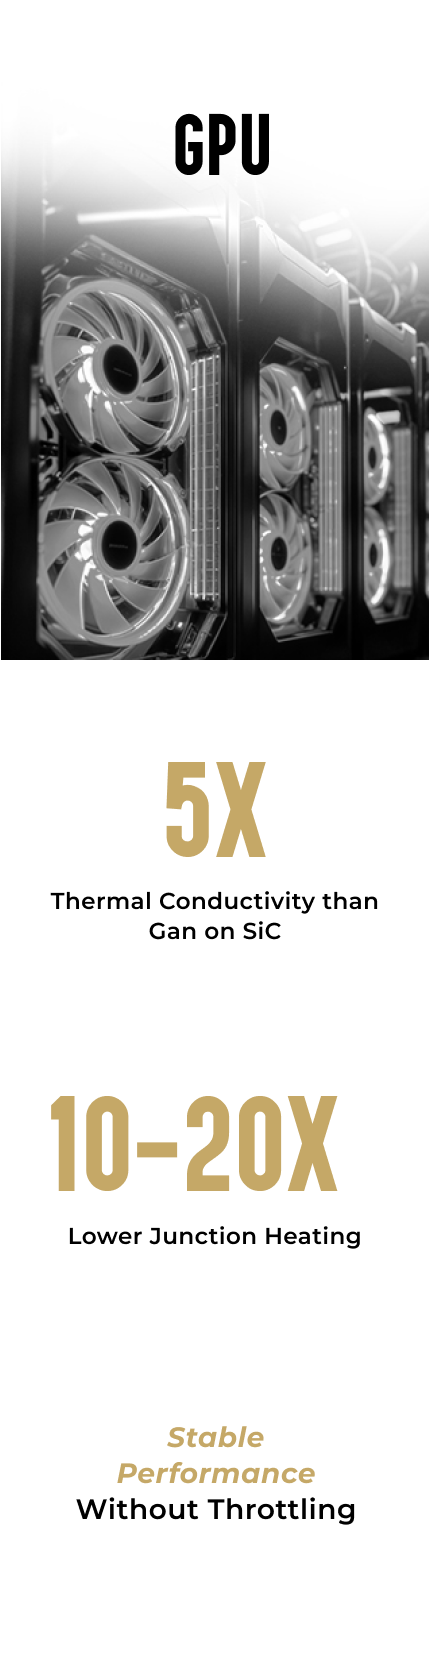 GPU
5X
Thermal Conductivity than
Gan on SiC
10-20X
Lower Junction Heating
Stable
Performance
Without Throttling